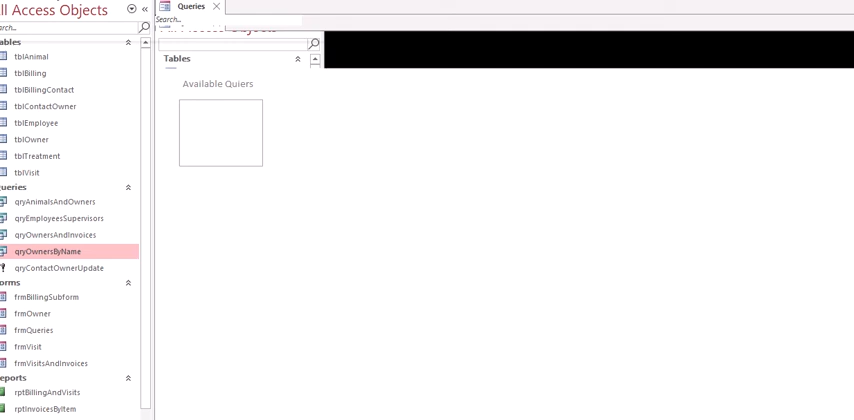 ll Access Objects
arch...
ables
tblAnimal
tblBilling
tblBillingContact
tblContactOwner
tblEmployee
tblOwner
tblTreatment
tblVisit
ueries
qryAnimalsAndOwners
qryEmployeesSupervisors
qryOwnersAndInvoices
qryOwnersByName
qryContactOwnerUpdate
orms
frmBillingSubform
frmOwner
frmQueries
frmVisit
frmVisitsAndInvoices
eports
rptBillingAndVisits
rptInvoicesByItem
Queries
Search...
Tables
Available Quiers